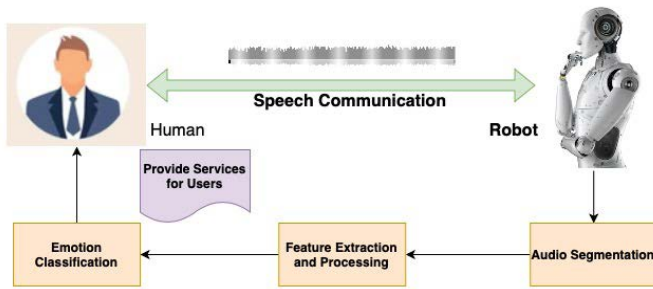 Speech Communication
Human
Robot
Provide Services
for Users
Emotion
Classification
Feature Extraction
and Processing
Audio Segmentation